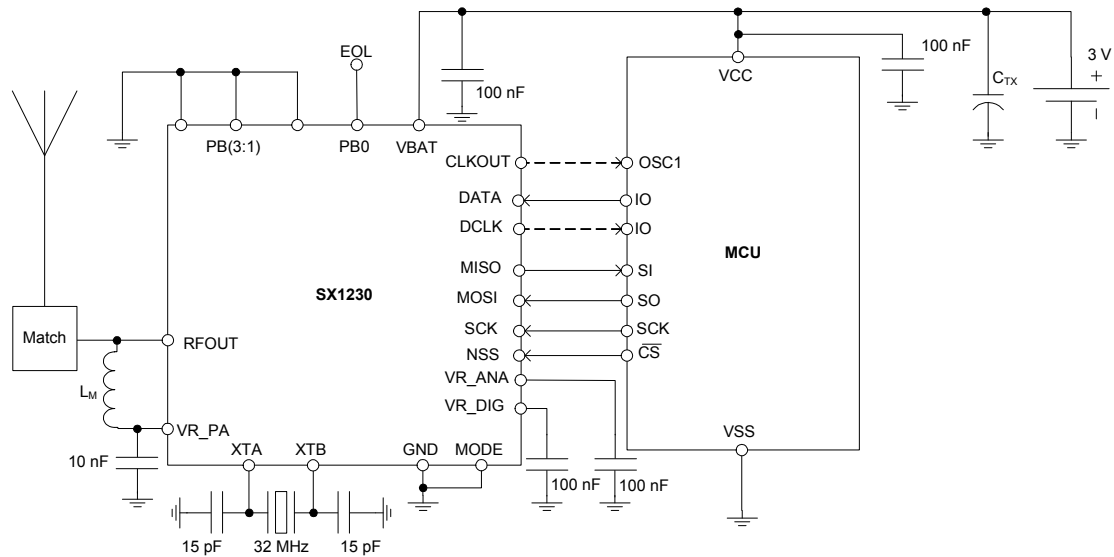 EOL
100 nF
100 nF
3 V
+
C_TX
VCC
PB(3:1)
PB0
VBAT
CLKOUT
OSC1
DATA
IO
DCLK
IO
MCU
MISO
SI
SX1230
MOSI
SO
SCK
SCK
NSS
CS
Match
RFOUT
VR_ANA
L_M
VR_DIG
VR_PA
VSS
10 nF
XTA
XTB
GND
MODE
100 nF
100 nF
15 pF
32 MHz
15 pF